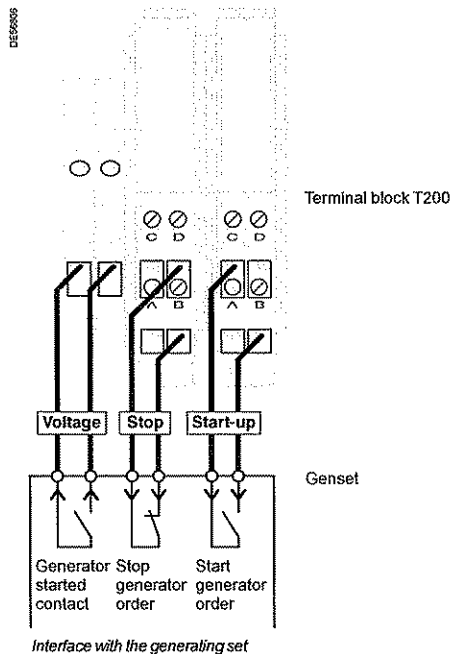 DE56806
Terminal block T200
C D C D
A B A B
Voltage Stop Start-up
Genset
Generator started contact
Stop generator order
Start generator order
Interface with the generating set